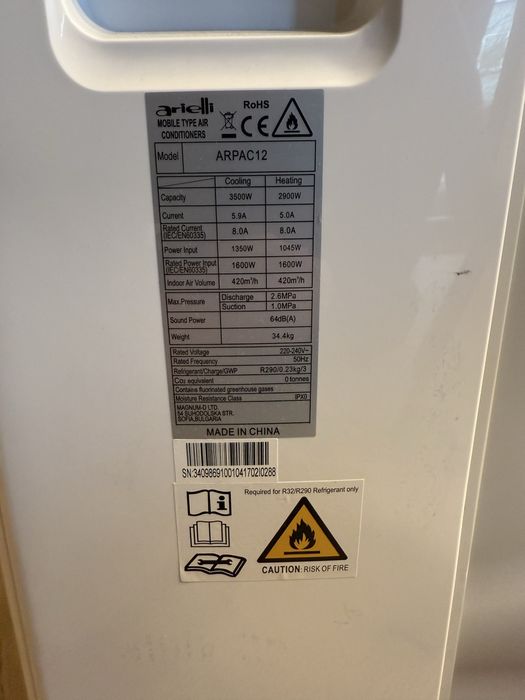 arielli
RoHS
MOBILE TYPE AIR
CONDITIONERS
CE
Model ARPAC12
Cooling Heating
Capacity 3500W 2900W
Current 5.9A 5.0A
Rated Current
(IEC/EN60335) 8.0A 8.0A
Power Input 1350W 1045W
Rated Power Input
(IEC/EN60335) 1600W 1600W
Indoor Air Volume 420m³/h 420m³/h
Max.Pressure Discharge 2.6MPa
Suction 1.0MPa
Sound Power 64dB(A)
Weight 34.4kg
Rated Voltage 220-240V~
Rated Frequency 50Hz
Refrigerant/Charge/GWP R290/0.23kg/3
Co2 equivalent 0 tonnes
Contains fluorinated greenhouse gases
Moisture Resistance Class IPX0
MAGNUM-D LTD.
54 SUHODOLSKA STR.
SOFIA,BULGARIA
MADE IN CHINA
SN:3409869100104170210288
Required for R32/R290 Refrigerant only
CAUTION: RISK OF FIRE